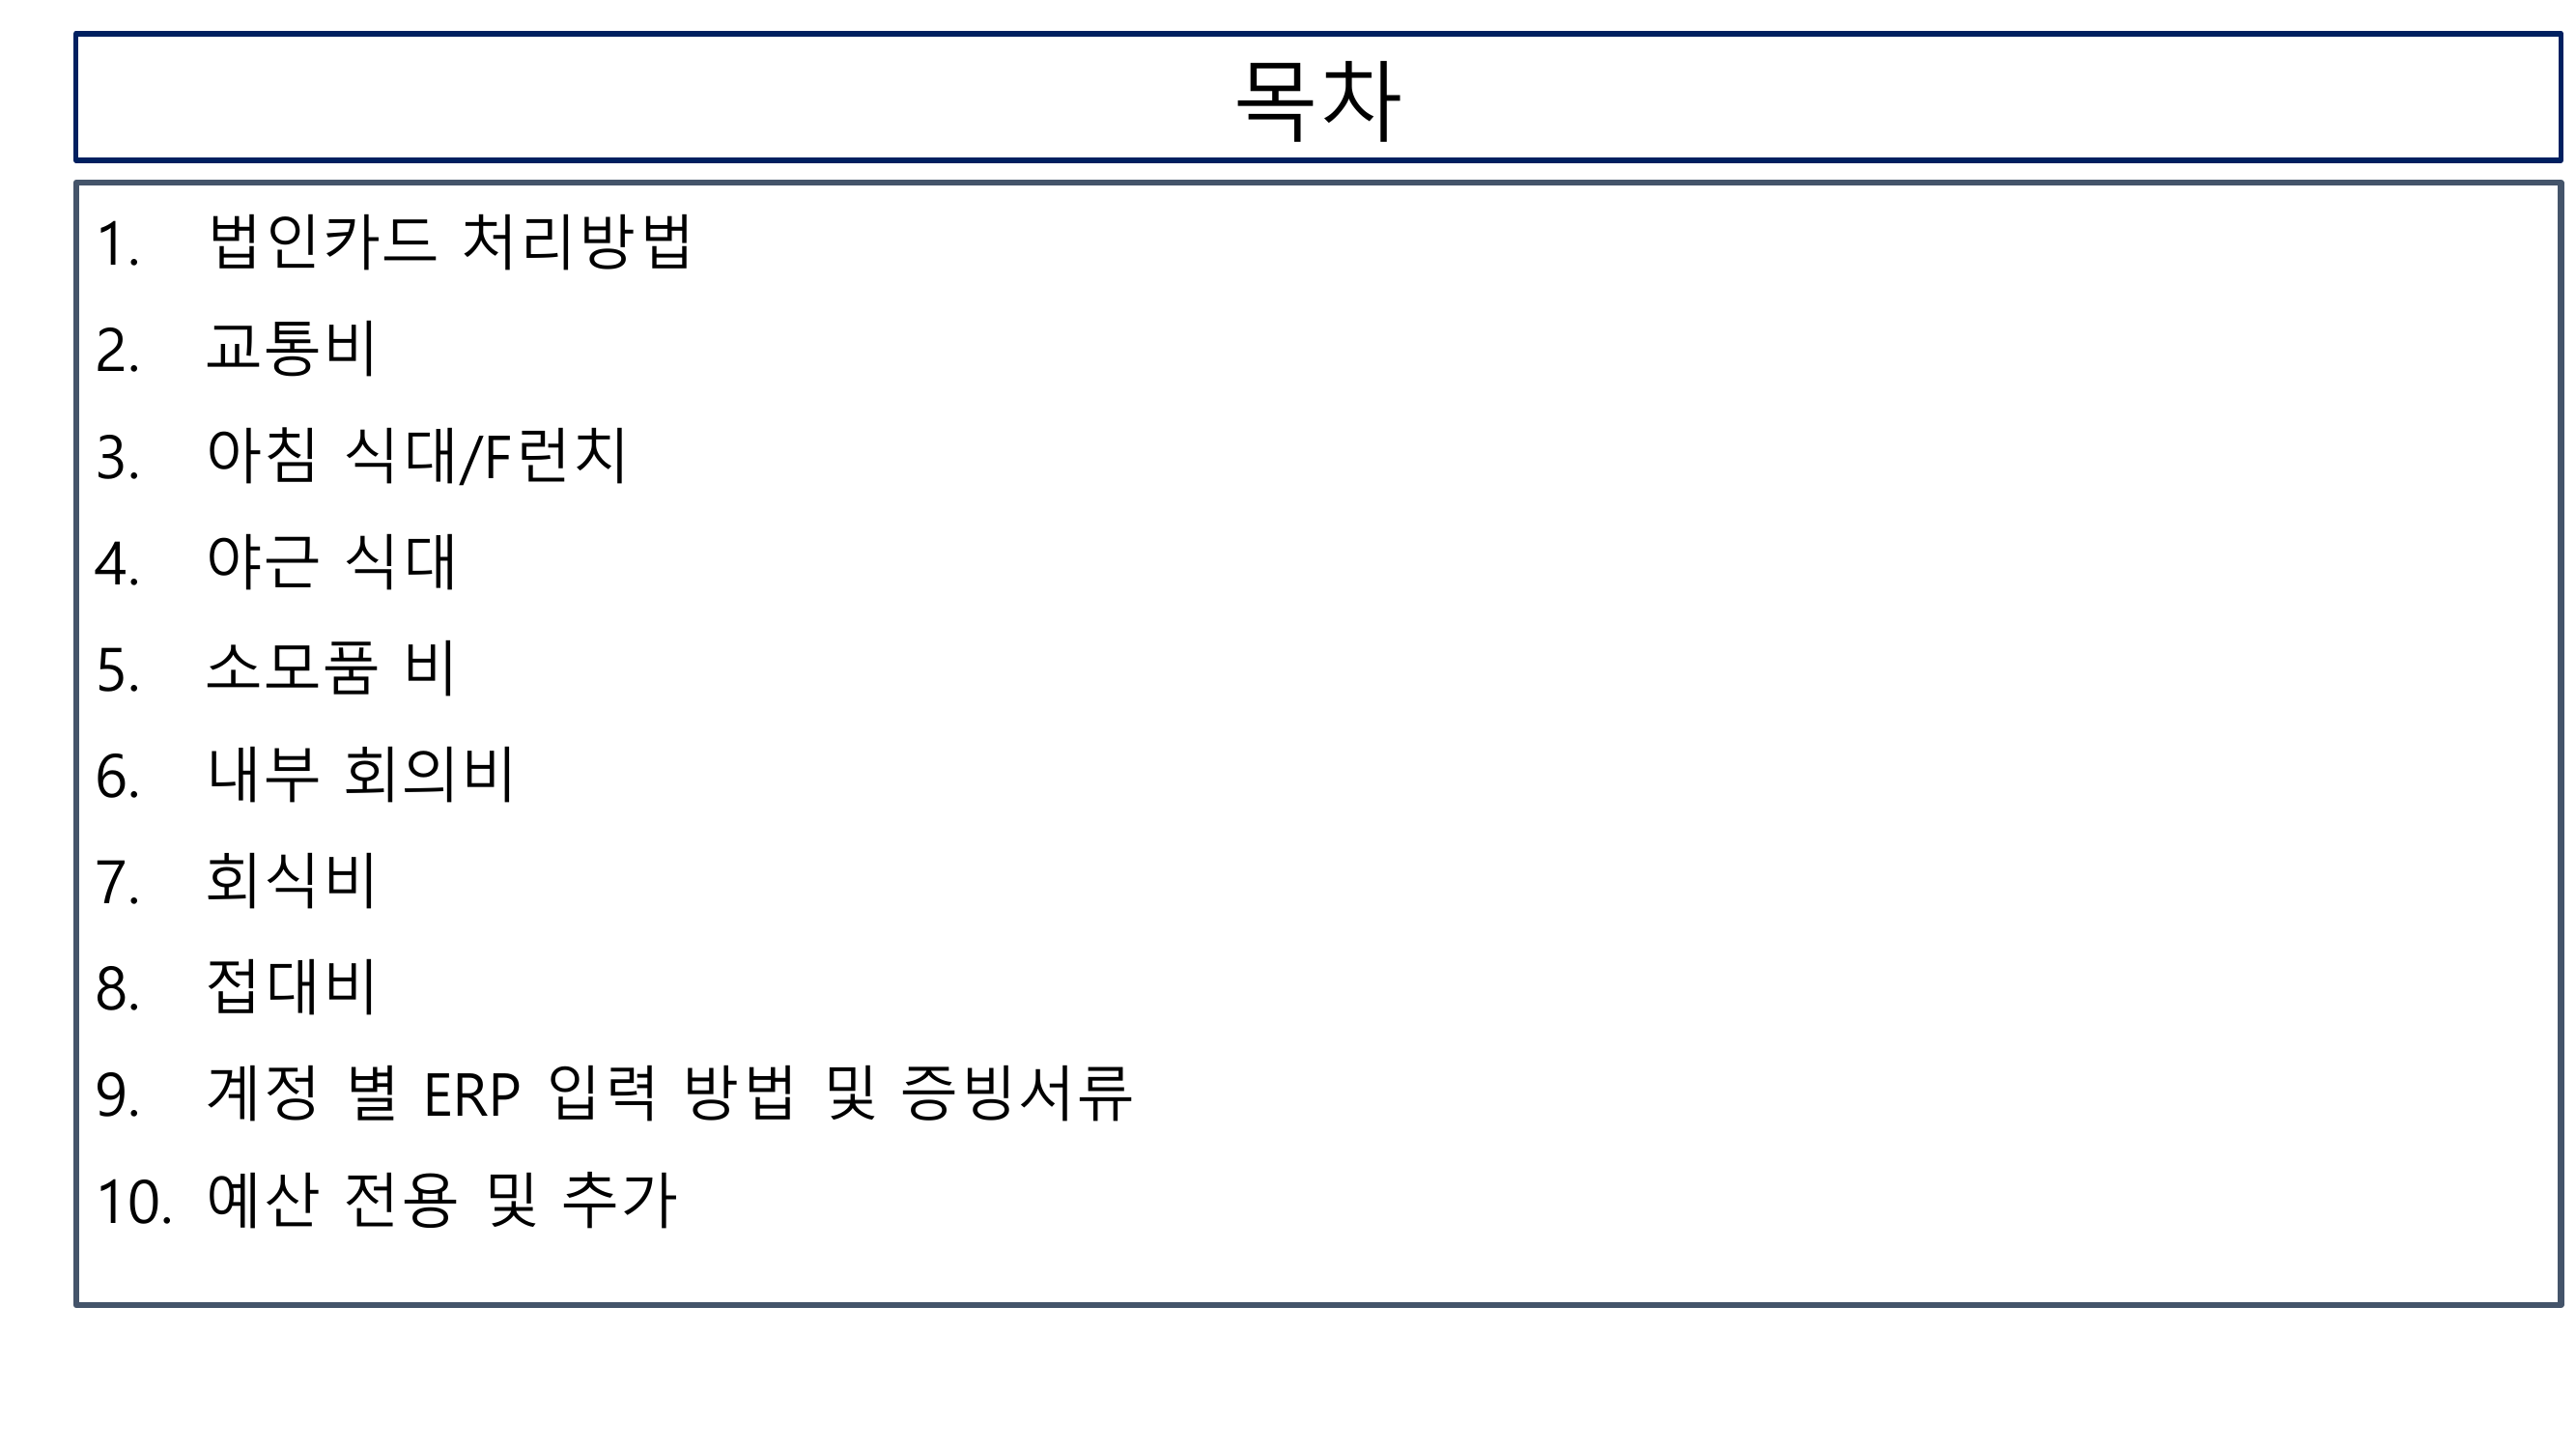 목차
1. 법인카드 처리방법
2. 교통비
3. 아침 식대/F런치
4. 야근 식대
5. 소모품 비
6. 내부 회의비
7. 회식비
8. 접대비
9. 계정 별 ERP 입력 방법 및 증빙서류
10. 예산 전용 및 추가